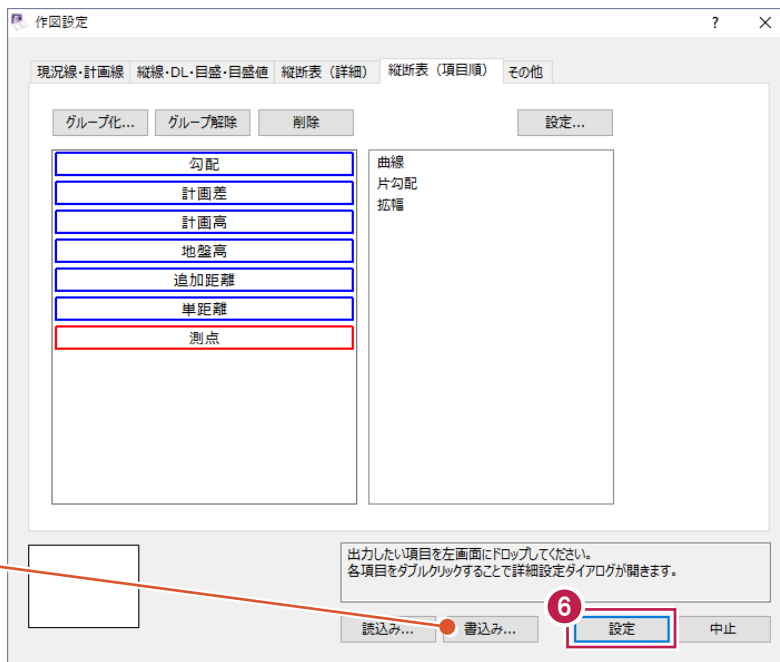 作図設定
? ×
現況線・計画線 縦線・DL・目盛・目盛値 縦断表（詳細） 縦断表（項目順） その他
グループ化... グループ解除 削除 設定...
勾配
計画差
計画高
地盤高
追加距離
単距離
測点
曲線
片勾配
拡幅
出力したい項目を左画面にドロップしてください。
各項目をダブルクリックすることで詳細設定ダイアログが開きます。
6
読込み... 書込み... 設定 中止